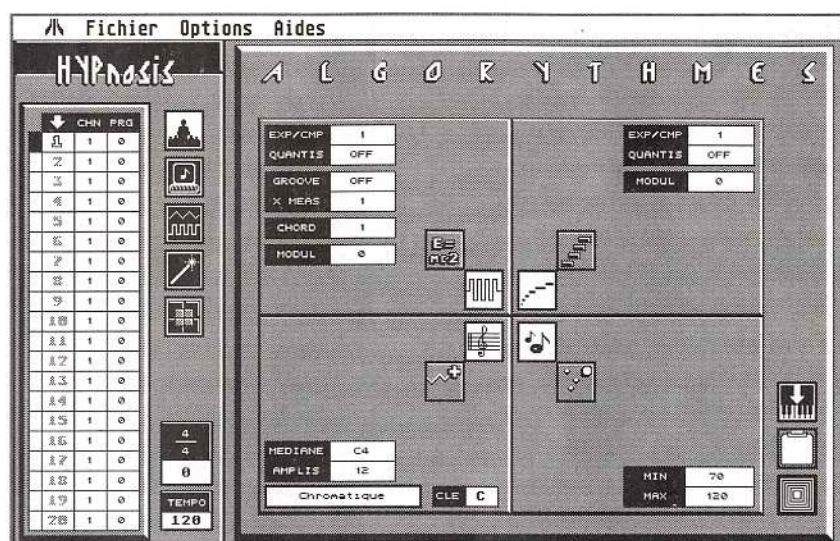 Fichier Options Aides
HYPnosis
ALGORYTHMES
CHN PRG
1 1 0
2 1 0
3 1 0
4 1 0
5 1 0
6 1 0
7 1 0
8 1 0
9 1 0
10 1 0
11 1 0
12 1 0
13 1 0
14 1 0
15 1 0
16 1 0
17 1 0
18 1 0
19 1 0
20 1 0
4
4
0
TEMPO
120
EXP/CMP 1
QUANTIS OFF
GROOVE OFF
X MEAS 1
CHORD 1
MODUL 0
E=
MC2
EXP/CMP 1
QUANTIS OFF
MODUL 0
MEDIANE C4
AMPLIS 12
Chromatique CLE C
MIN 70
MAX 120